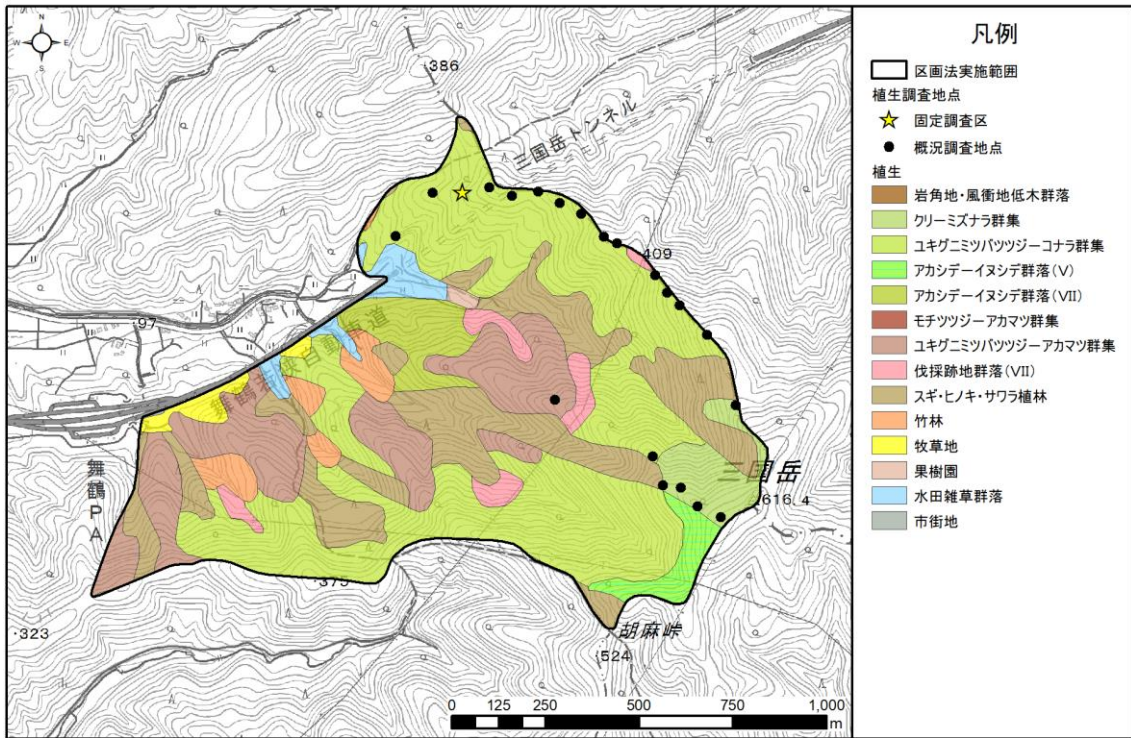 N
W
E
S
386
三国岳トンネル
409
97
舞鶴若狭自動車道
舞鶴PA
三国岳
616.4
375
323
胡麻峠
524
0 125 250 500 750 1,000
m
凡例
区画法実施範囲
植生調査地点
固定調査区
概況調査地点
植生
岩角地・風衝地低木群落
クリーミズナラ群集
ユキグニミツバツツジーコナラ群集
アカシデーイヌシデ群落(V)
アカシデーイヌシデ群落(VII)
モチツツジーアカマツ群集
ユキグニミツバツツジーアカマツ群集
伐採跡地群落(VII)
スギ・ヒノキ・サワラ植林
竹林
牧草地
果樹園
水田雑草群落
市街地